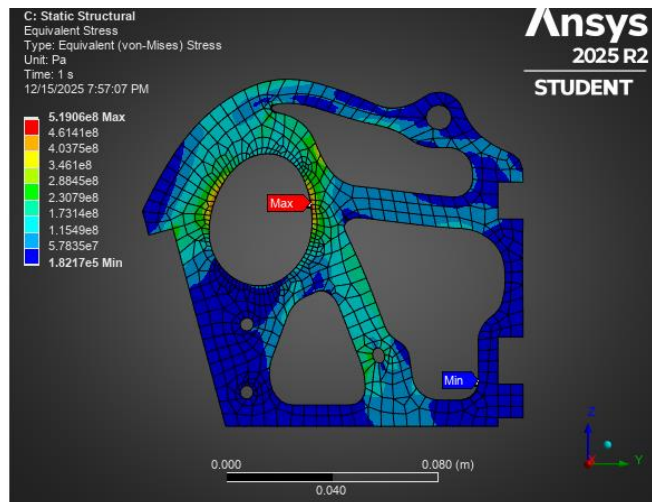 C: Static Structural
Equivalent Stress
Type: Equivalent (von-Mises) Stress
Unit: Pa
Time: 1 s
12/15/2025 7:57:07 PM
5.1906e8 Max
4.6141e8
4.0375e8
3.461e8
2.8845e8
2.3079e8
1.7314e8
1.1549e8
5.7835e7
1.8217e5 Min
Ansys
2025 R2
STUDENT
Max
Min
0.000
0.080 (m)
0.040
Z
X
Y